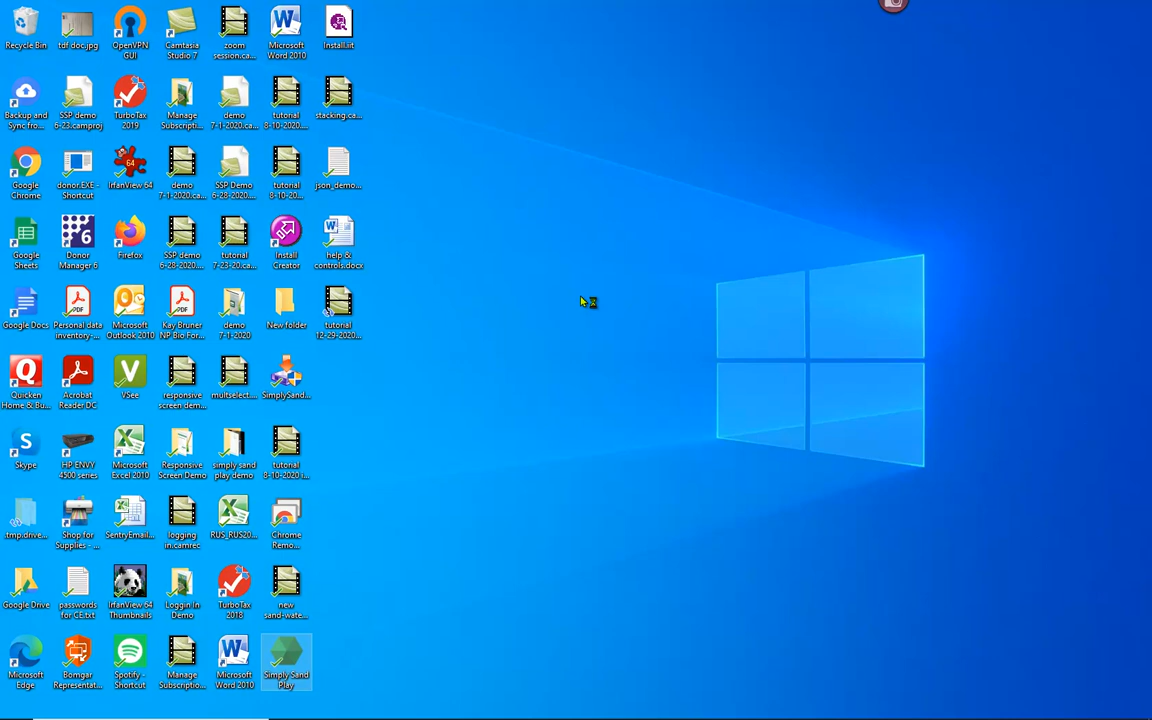 Recycle Bin
tdf doc.jpg
OpenVPN
GUI
Camtasia
Studio 7
zoom
session.ca...
Microsoft
Word 2010
Install.iit
Backup and
Sync fro...
SSP demo
6-23.camproj
TurboTax
2019
Manage
Subscripti...
demo
7-1-2020.ca...
tutorial
8-10-2020....
stacking.ca...
Google
Chrome
donor.EXE -
Shortcut
64
IrfanView 64
demo
7-1-2020.ca...
SSP Demo
6-28-2020....
tutorial
8-10-20...
json_demo...
Google
Sheets
6
Donor
Manager 6
Firefox
SSP demo
6-28-2020....
tutorial
7-23-20.ca...
Install
Creator
help &
controls.docx
Google Docs
Personal data
inventory-...
Microsoft
Outlook 2010
Kay Bruner
NP Bio For...
demo
7-1-2020
New folder
tutorial
12-29-2020...
Quicken
Home & Bu...
Acrobat
Reader DC
VSee
responsive
screen dem...
multselect....
SimplySand...
Skype
HP ENVY
4500 series
Microsoft
Excel 2010
Responsive
Screen Demo
simply sand
play demo
tutorial
8-10-2020 i...
.tmp.drive...
Shop for
Supplies - ...
SentryEmail...
logging
in.camrec
RUS_RUS20...
Chrome
Remo...
Google Drive
passwords
for CE.txt
IrfanView 64
Thumbnails
Loggin in
Demo
TurboTax
2018
new
sand-wate...
Microsoft
Edge
Bomgar
Representat...
Spotify -
Shortcut
Manage
Subscriptio...
Microsoft
Word 2010
Simply Sand
Play